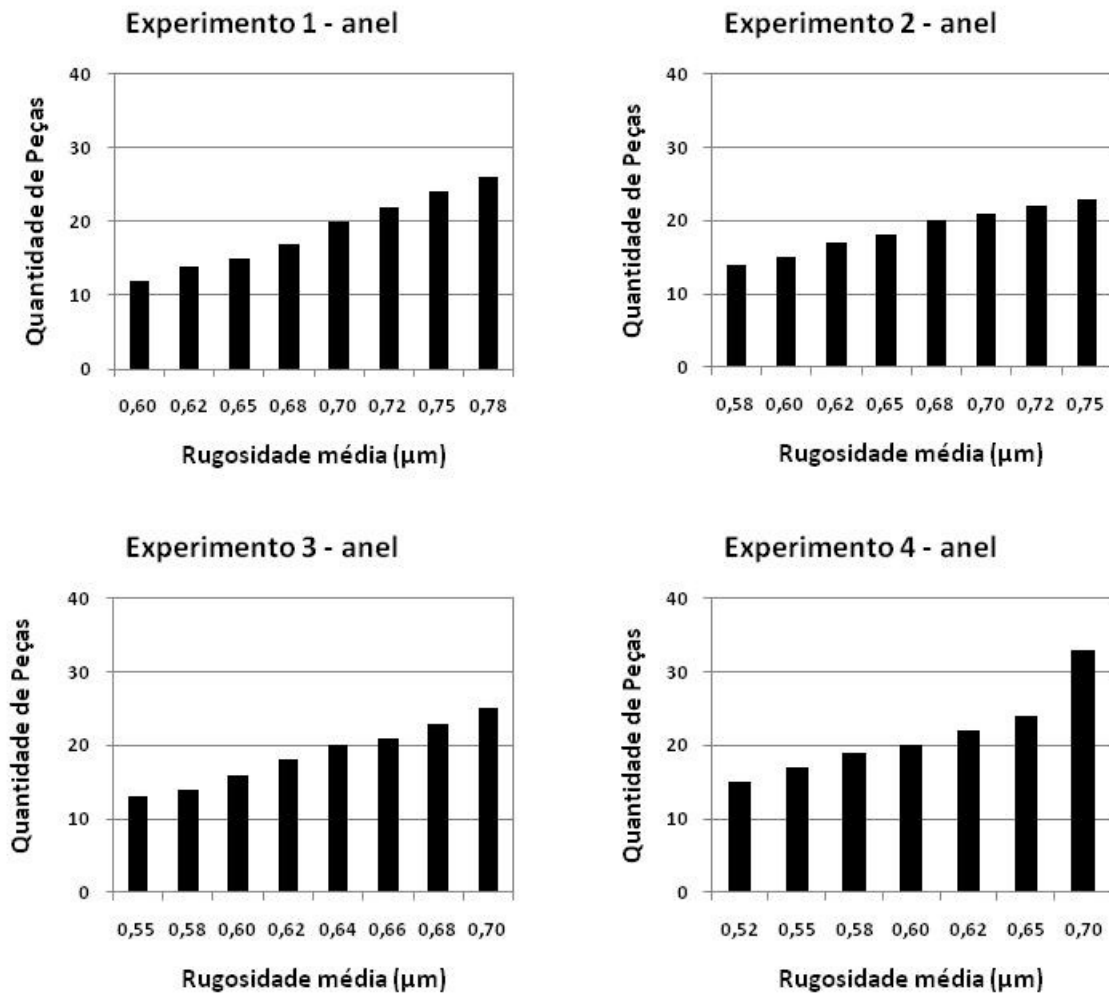 Experimento 1 - anel
Quantidade de Peças
40
30
20
10
0
0,60 0,62 0,65 0,68 0,70 0,72 0,75 0,78
Rugosidade média (µm)
Experimento 2 - anel
Quantidade de Peças
40
30
20
10
0
0,58 0,60 0,62 0,65 0,68 0,70 0,72 0,75
Rugosidade média (µm)
Experimento 3 - anel
Quantidade de Peças
40
30
20
10
0
0,55 0,58 0,60 0,62 0,64 0,66 0,68 0,70
Rugosidade média (µm)
Experimento 4 - anel
Quantidade de Peças
40
30
20
10
0
0,52 0,55 0,58 0,60 0,62 0,65 0,70
Rugosidade média (µm)